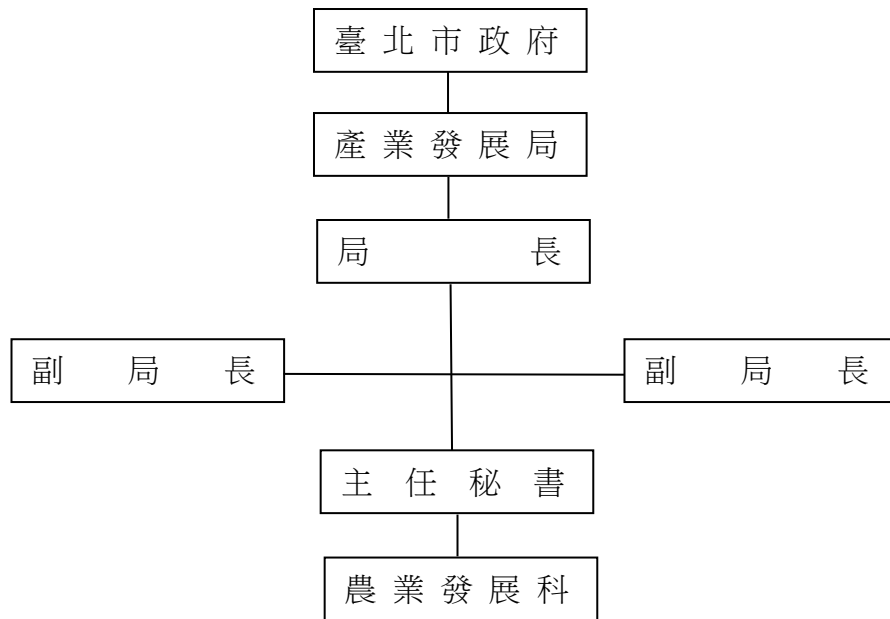 臺北市政府
產業發展局
局長
副局長
副局長
主任秘書
農業發展科